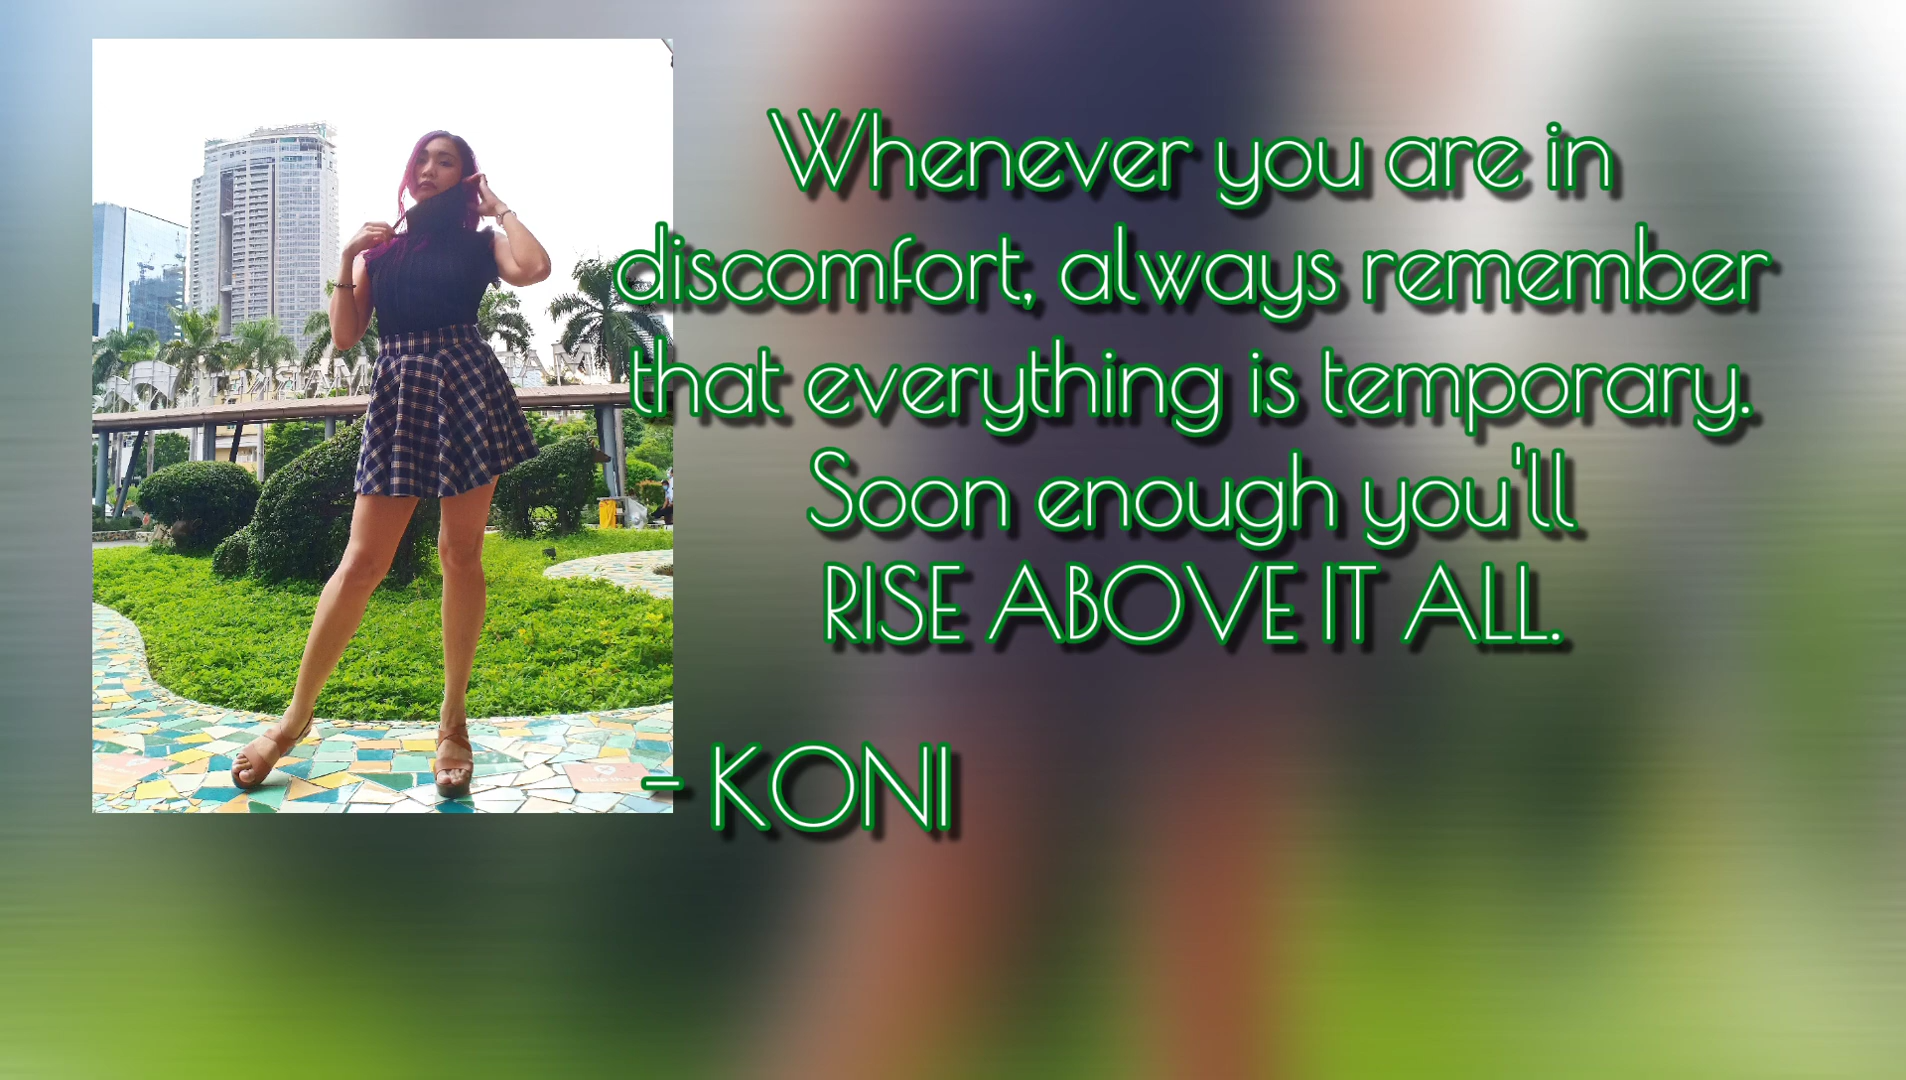 Whenever you are in
discomfort, always remember
that everything is temporary.
Soon enough you'll
RISE ABOVE IT ALL.
- KONI